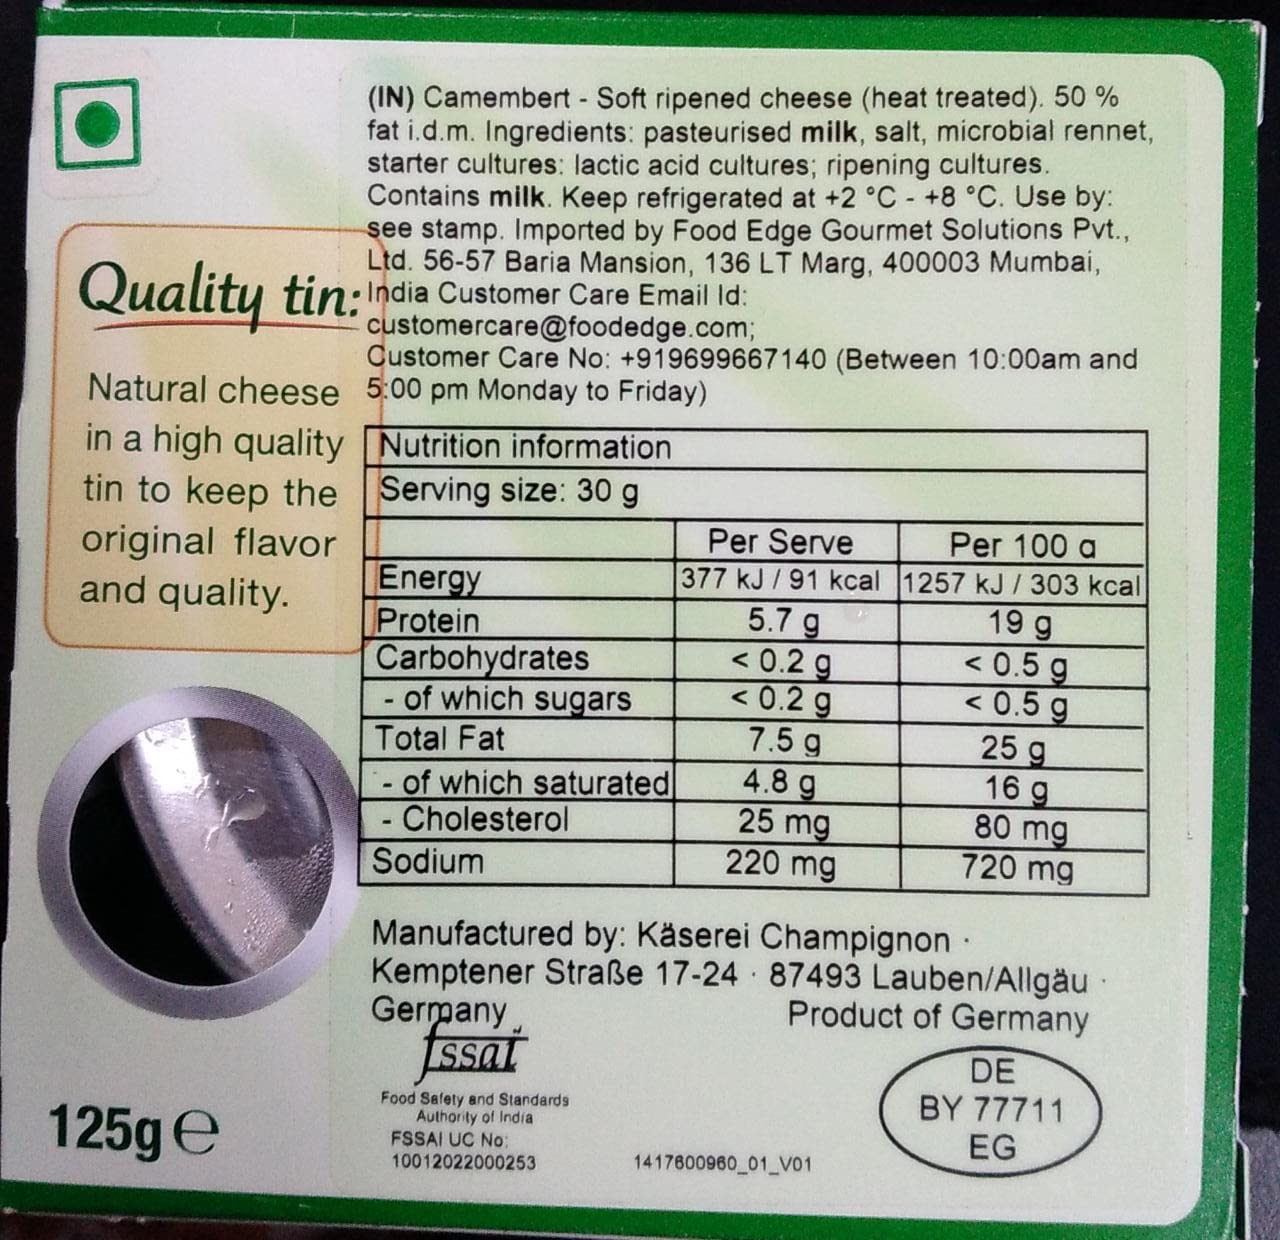 (IN) Camembert - Soft ripened cheese (heat treated). 50 %
fat i.d.m. Ingredients: pasteurised milk, salt, microbial rennet,
starter cultures: lactic acid cultures; ripening cultures.
Contains milk. Keep refrigerated at +2 °C - +8 °C. Use by:
see stamp. Imported by Food Edge Gourmet Solutions Pvt.,
Ltd. 56-57 Baria Mansion, 136 LT Marg, 400003 Mumbai,
India Customer Care Email Id:
customercare@foodedge.com;
Customer Care No: +919699667140 (Between 10:00am and
5:00 pm Monday to Friday)
Quality tin:
Natural cheese
in a high quality
tin to keep the
original flavor
and quality.
Nutrition information
Serving size: 30 g
Per Serve Per 100 g
Energy 377 kJ / 91 kcal 1257 kJ / 303 kcal
Protein 5.7 g 19 g
Carbohydrates < 0.2 g < 0.5 g
- of which sugars < 0.2 g < 0.5 g
Total Fat 7.5 g 25 g
- of which saturated 4.8 g 16 g
- Cholesterol 25 mg 80 mg
Sodium 220 mg 720 mg
Manufactured by: Käserei Champignon ·
Kemptener Straße 17-24 · 87493 Lauben/Allgäu ·
Germany Product of Germany
fssai
Food Safety and Standards
Authority of India
FSSAI UC No:
10012022000253
1417600960_01_V01
DE
BY 77711
EG
125g e